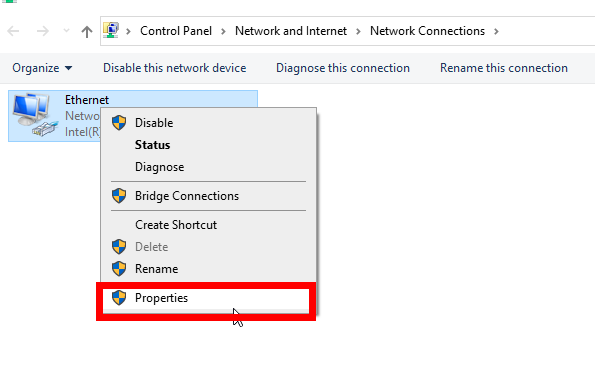 Control Panel > Network and Internet > Network Connections >
Organize Disable this network device Diagnose this connection Rename this connection
Ethernet
Intel(R)
Disable
Status
Diagnose
Bridge Connections
Create Shortcut
Delete
Rename
Properties